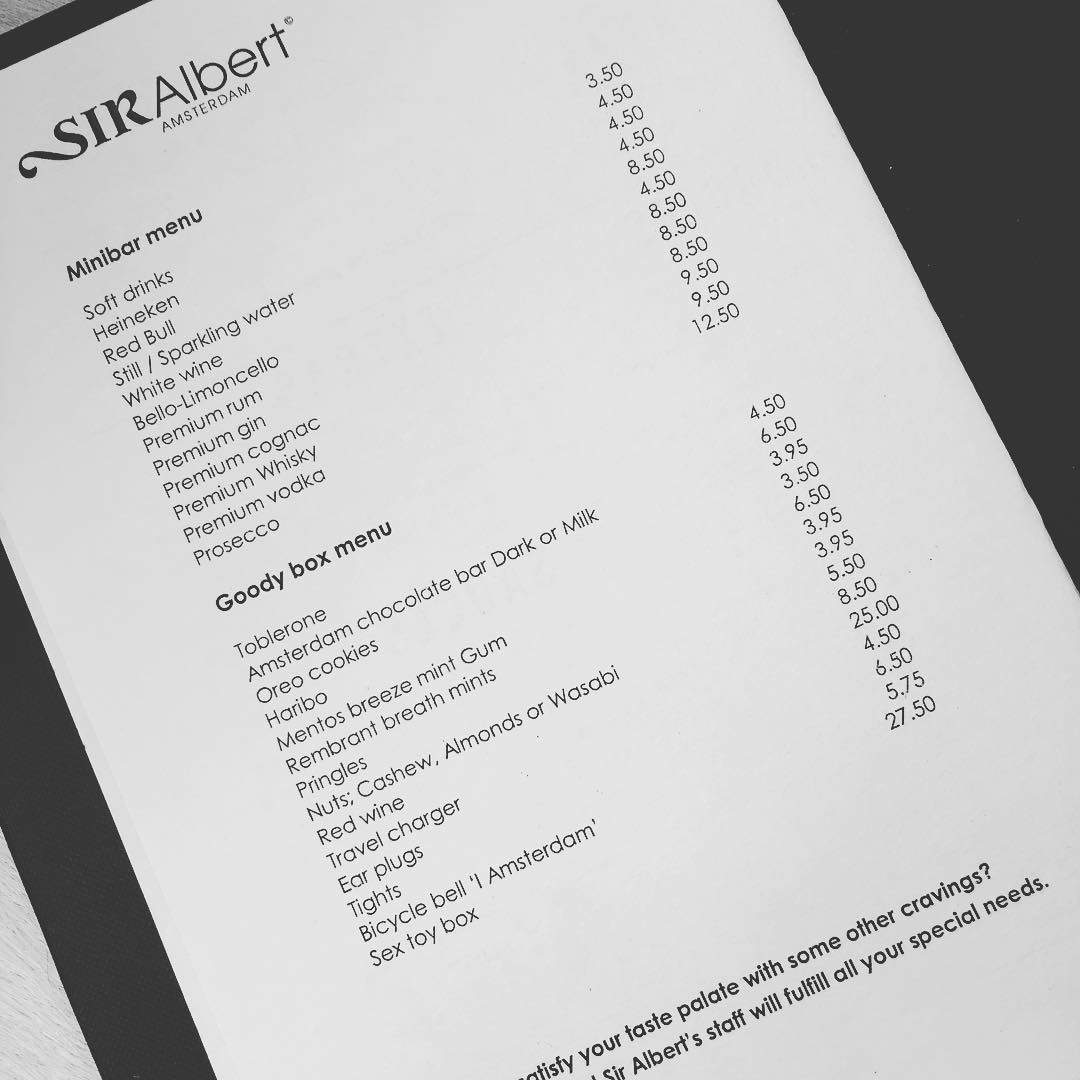 SIR Albert©
AMSTERDAM
Minibar menu
Soft drinks 3.50
Heineken 4.50
Red Bull 4.50
Still / Sparkling water 4.50
White wine 8.50
Bello-Limoncello 4.50
Premium rum 8.50
Premium gin 8.50
Premium cognac 8.50
Premium Whisky 9.50
Premium vodka 9.50
Prosecco 12.50
Goody box menu
Toblerone 4.50
Amsterdam chocolate bar Dark or Milk 6.50
Oreo cookies 3.95
Haribo 3.50
Mentos breeze mint Gum 6.50
Rembrant breath mints 3.95
Pringles 3.95
Nuts; Cashew, Almonds or Wasabi 5.50
Red wine 8.50
Travel charger 25.00
Ear plugs 4.50
Tights 6.50
Bicycle bell 'I Amsterdam' 5.75
Sex toy box 27.50
your taste palate with some other cravings?
Sir Albert's staff will fulfill all your special needs.